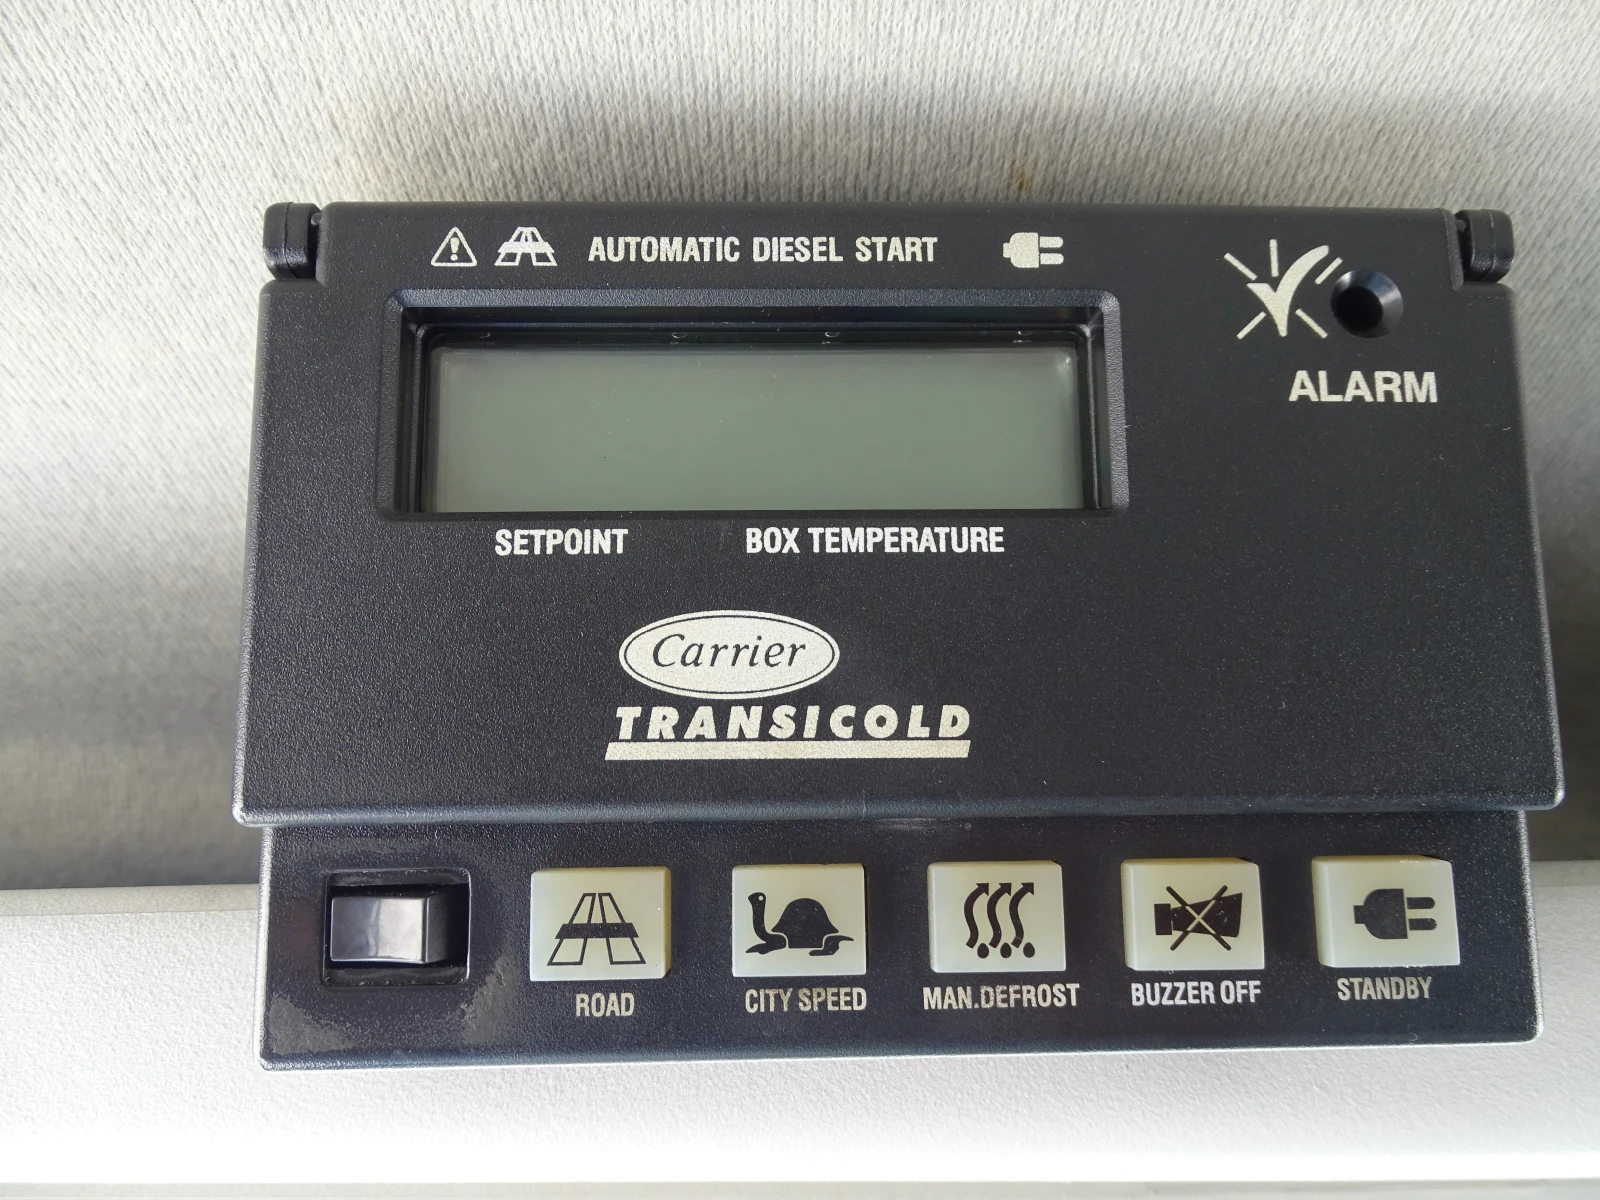 AUTOMATIC DIESEL START
ALARM
SETPOINT BOX TEMPERATURE
Carrier
TRANSICOLD
ROAD CITY SPEED MAN.DEFROST BUZZER OFF STANDBY